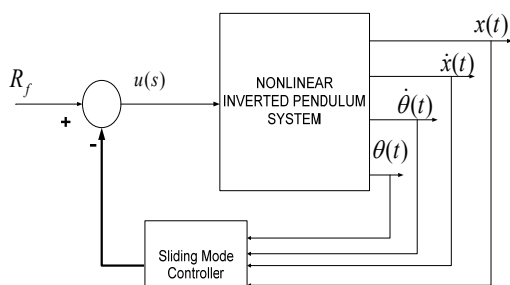 x(t)
ẋ(t)
R_f
u(s)
NONLINEAR
INVERTED PENDULUM
SYSTEM
θ̇(t)
θ(t)
+
-
Sliding Mode
Controller